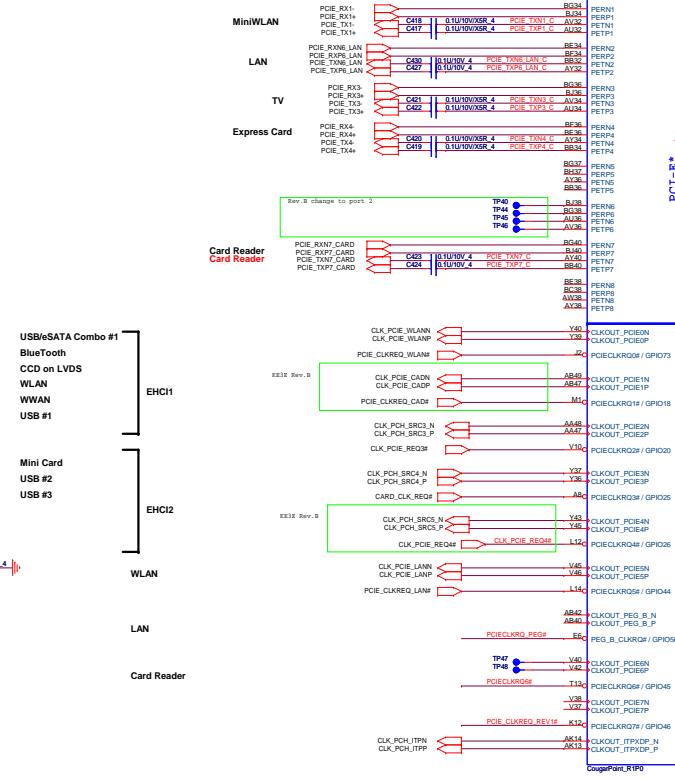 PCIE_RX1- BG34 PERN1
MiniWLAN PCIE_RX1+ BJ34 PERP1
PCIE_TX1- C418 0.1U/10V/X5R_4 PCIE_TXN1_C AV32 PETN1
PCIE_TX1+ C417 0.1U/10V/X5R_4 PCIE_TXP1_C AU32 PETP1
PCIE_RXN6_LAN BE34 PERN2
PCIE_RXP6_LAN BF34 PERP2
LAN PCIE_TXN6_LAN C430 0.1U/10V_4 PCIE_TXN6_LAN_C BB32 PETN2
PCIE_TXP6_LAN C427 0.1U/10V_4 PCIE_TXP6_LAN_C AY32 PETP2
PCIE_RX3- BG36 PERN3
PCIE_RX3+ BJ36 PERP3
TV PCIE_TX3- C421 0.1U/10V/X5R_4 PCIE_TXN3_C AV34 PETN3
PCIE_TX3+ C422 0.1U/10V/X5R_4 PCIE_TXP3_C AU34 PETP3
PCIE_RX4- BF36 PERN4
Express Card PCIE_RX4+ BE36 PERP4
PCIE_TX4- C420 0.1U/10V/X5R_4 PCIE_TXN4_C AY34 PETN4
PCIE_TX4+ C419 0.1U/10V/X5R_4 PCIE_TXP4_C BB34 PETP4
PCI-E*
BG37 PERN5
BH37 PERP5
AY36 PETN5
BB36 PETP5
Rev.B change to port 2
TP40 BJ38 PERN6
TP44 BG38 PERP6
TP45 AU36 PETN6
TP46 AV36 PETP6
PCIE_RXN7_CARD BG40 PERN7
Card Reader PCIE_RXP7_CARD BJ40 PERP7
Card Reader PCIE_TXN7_CARD C423 0.1U/10V_4 PCIE_TXN7_C AY40 PETN7
PCIE_TXP7_CARD C424 0.1U/10V_4 PCIE_TXP7_C BB40 PETP7
BE38 PERN8
BC38 PERP8
AW38 PETN8
AY38 PETP8
CLK_PCIE_WLANN Y40 CLKOUT_PCIE0N
CLK_PCIE_WLANP Y39 CLKOUT_PCIE0P
PCIE_CLKREQ_WLAN# J2 PCIECLKRQ0# / GPIO73
USB/eSATA Combo #1
BlueTooth
CCD on LVDS
WLAN
WWAN
USB #1
EHCI1
Mini Card
USB #2
USB #3
EHCI2
KE3E Rev.B
CLK_PCIE_CADN AB49 CLKOUT_PCIE1N
CLK_PCIE_CADP AB47 CLKOUT_PCIE1P
PCIE_CLKREQ_CAD# M1 PCIECLKRQ1# / GPIO18
CLK_PCH_SRC3_N AA48 CLKOUT_PCIE2N
CLK_PCH_SRC3_P AA47 CLKOUT_PCIE2P
CLK_PCIE_REQ3# V10 PCIECLKRQ2# / GPIO20
CLK_PCH_SRC4_N Y37 CLKOUT_PCIE3N
CLK_PCH_SRC4_P Y36 CLKOUT_PCIE3P
CARD_CLK_REQ# A8 PCIECLKRQ3# / GPIO25
KE3E Rev.B
CLK_PCH_SRC5_N Y43 CLKOUT_PCIE4N
CLK_PCH_SRC5_P Y45 CLKOUT_PCIE4P
CLK_PCIE_REQ4# CLK_PCIE_REQ4# L12 PCIECLKRQ4# / GPIO26
_4
WLAN
CLK_PCIE_LANN V45 CLKOUT_PCIE5N
CLK_PCIE_LANP V46 CLKOUT_PCIE5P
PCIE_CLKREQ_LAN# L14 PCIECLKRQ5# / GPIO44
AB42 CLKOUT_PEG_B_N
AB40 CLKOUT_PEG_B_P
LAN
PCIECLKRQ_PEG# E6 PEG_B_CLKRQ# / GPIO56
TP47 V40 CLKOUT_PCIE6N
TP48 V42 CLKOUT_PCIE6P
Card Reader
PCIECLKRQ6# T13 PCIECLKRQ6# / GPIO45
V38 CLKOUT_PCIE7N
V37 CLKOUT_PCIE7P
PCIE_CLKREQ_REV1# K12 PCIECLKRQ7# / GPIO46
CLK_PCH_ITPN AK14 CLKOUT_ITPXDP_N
CLK_PCH_ITPP AK13 CLKOUT_ITPXDP_P
CougarPoint_R1P0